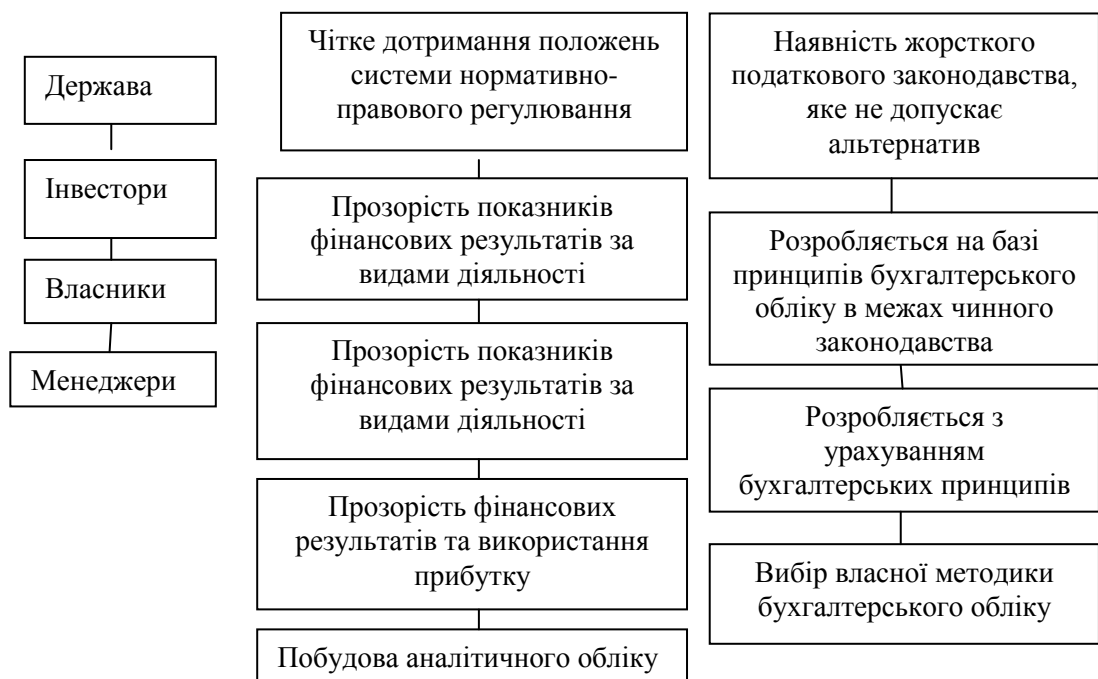 Держава
Інвестори
Власники
Менеджери
Чітке дотримання положень
системи нормативно-
правового регулювання
Прозорість показників
фінансових результатів за
видами діяльності
Прозорість показників
фінансових результатів за
видами діяльності
Прозорість фінансових
результатів та використання
прибутку
Побудова аналітичного обліку
Наявність жорсткого
податкового законодавства,
яке не допускає
альтернатив
Розробляється на базі
принципів бухгалтерського
обліку в межах чинного
законодавства
Розробляється з
урахуванням
бухгалтерських принципів
Вибір власної методики
бухгалтерського обліку